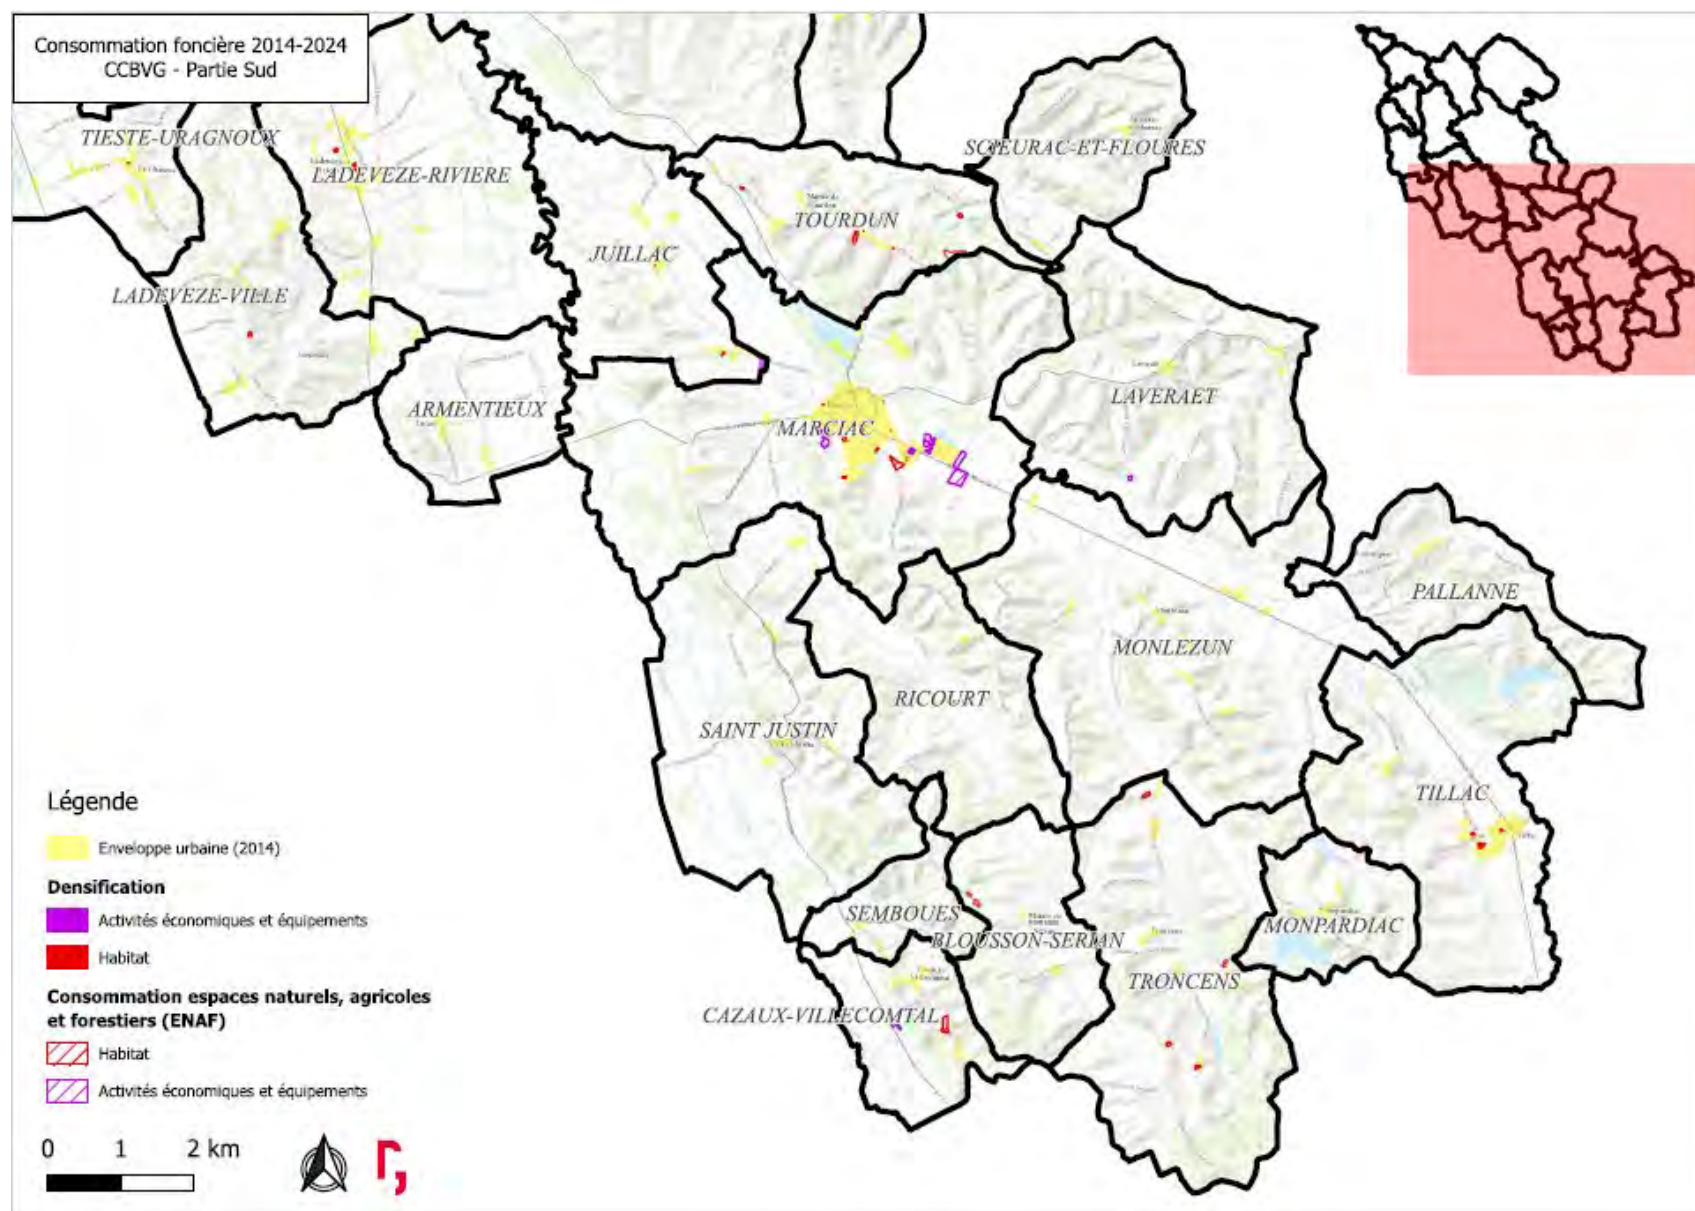 Consommation foncière 2014-2024
CCBVG - Partie Sud
TIESTE-URAGNOUX
LADEVEZE-RIVIERE
SCIEURAC-ET-FLOURES
TOURDUN
JUILLAC
LADEVEZE-VILLE
ARMENTIEUX
MARCIAC
LAVERAET
PALLANNE
MONLEZUN
RICOURT
SAINT JUSTIN
TILLAC
SEMBOUES
BLOUSSON-SERIAN
MONPARDIAC
TRONCENS
CAZAUX-VILLECOMTAL
Légende
Enveloppe urbaine (2014)
Densification
Activités économiques et équipements
Habitat
Consommation espaces naturels, agricoles
et forestiers (ENAF)
Habitat
Activités économiques et équipements
0 1 2 km